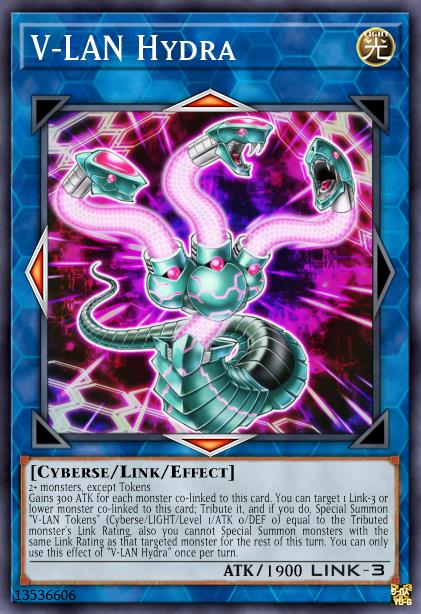 V-LAN HYDRA
LIGHT
光
[CYBERSE/LINK/EFFECT]
2+ monsters, except Tokens
Gains 300 ATK for each monster co-linked to this card. You can target 1 Link-3 or
lower monster co-linked to this card; Tribute it, and if you do, Special Summon
"V-LAN Tokens" (Cyberse/LIGHT/Level 1/ATK 0/DEF 0) equal to the Tributed
monster's Link Rating, also you cannot Special Summon monsters with the
same Link Rating as that targeted monster for the rest of this turn. You can only
use this effect of "V-LAN Hydra" once per turn.
ATK/1900 LINK-3
13536606